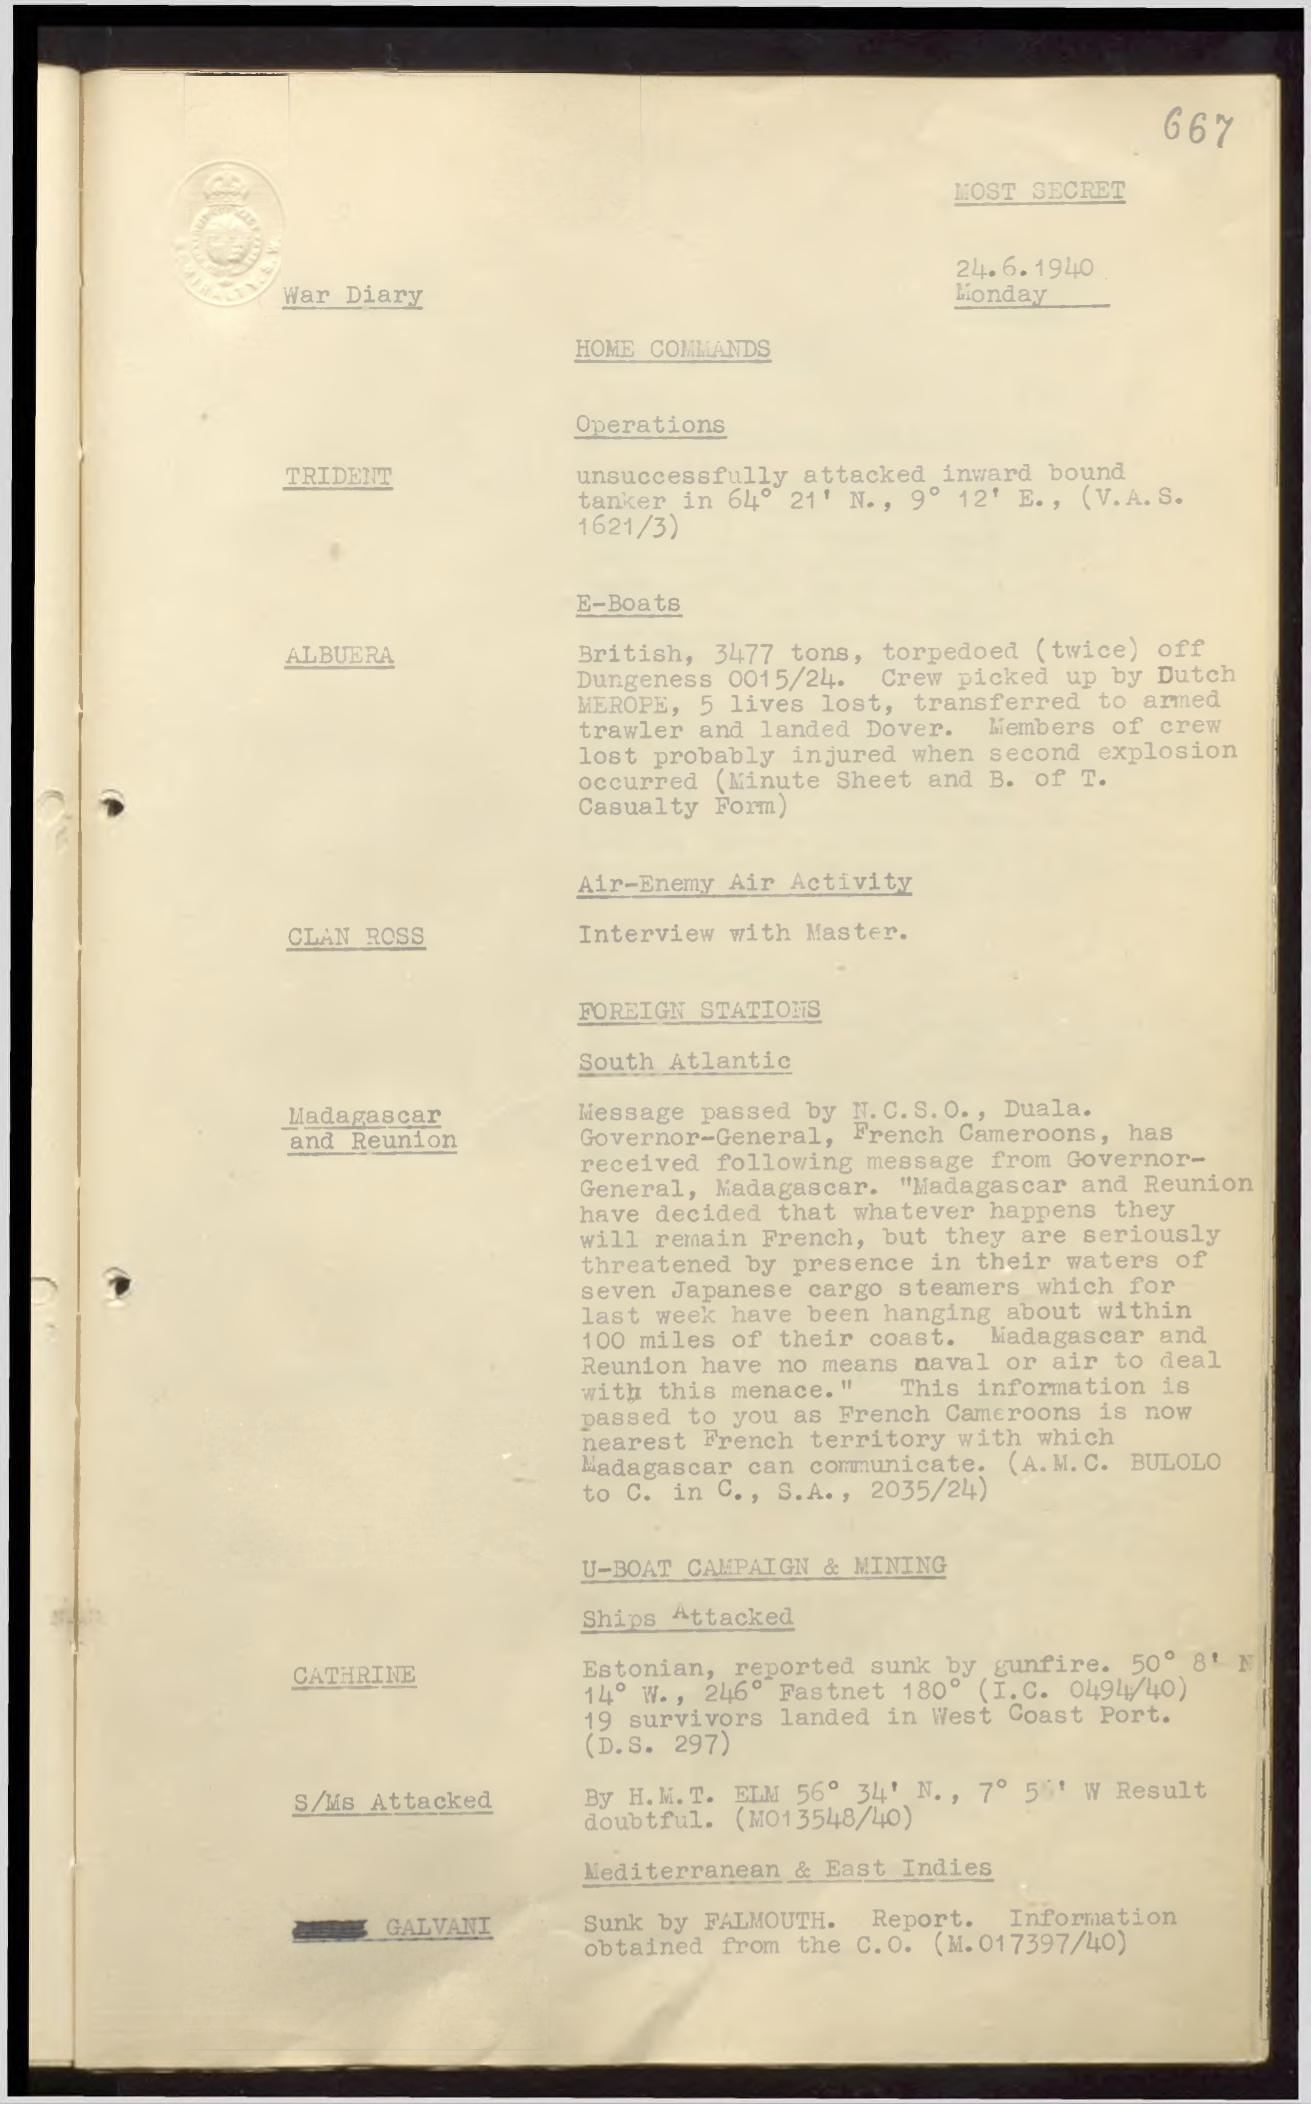 667
MOST SECRET
24.6.1940
Monday
War Diary
HOME COMMANDS
Operations
TRIDENT
unsuccessfully attacked inward bound
tanker in 64° 21' N., 9° 12' E., (V.A.S.
1621/3)
E-Boats
ALBUERA
British, 3477 tons, torpedoed (twice) off
Dungeness 0015/24. Crew picked up by Dutch
MEROPE, 5 lives lost, transferred to armed
trawler and landed Dover. Members of crew
lost probably injured when second explosion
occurred (Minute Sheet and B. of T.
Casualty Form)
Air-Enemy Air Activity
CLAN ROSS
Interview with Master.
FOREIGN STATIONS
South Atlantic
Madagascar
and Reunion
Message passed by N.C.S.O., Duala.
Governor-General, French Cameroons, has
received following message from Governor-
General, Madagascar. "Madagascar and Reunion
have decided that whatever happens they
will remain French, but they are seriously
threatened by presence in their waters of
seven Japanese cargo steamers which for
last week have been hanging about within
100 miles of their coast. Madagascar and
Reunion have no means naval or air to deal
with this menace." This information is
passed to you as French Cameroons is now
nearest French territory with which
Madagascar can communicate. (A.M.C. BULOLO
to C. in C., S.A., 2035/24)
U-BOAT CAMPAIGN & MINING
Ships Attacked
CATHRINE
Estonian, reported sunk by gunfire. 50° 8' N
14° W., 246° Fastnet 180° (I.C. 0494/40)
19 survivors landed in West Coast Port.
(D.S. 297)
S/Ms Attacked
By H.M.T. ELM 56° 34' N., 7° W Result
doubtful. (M013548/40)
Mediterranean & East Indies
GALVANI
Sunk by FALMOUTH. Report. Information
obtained from the C.O. (M.017397/40)